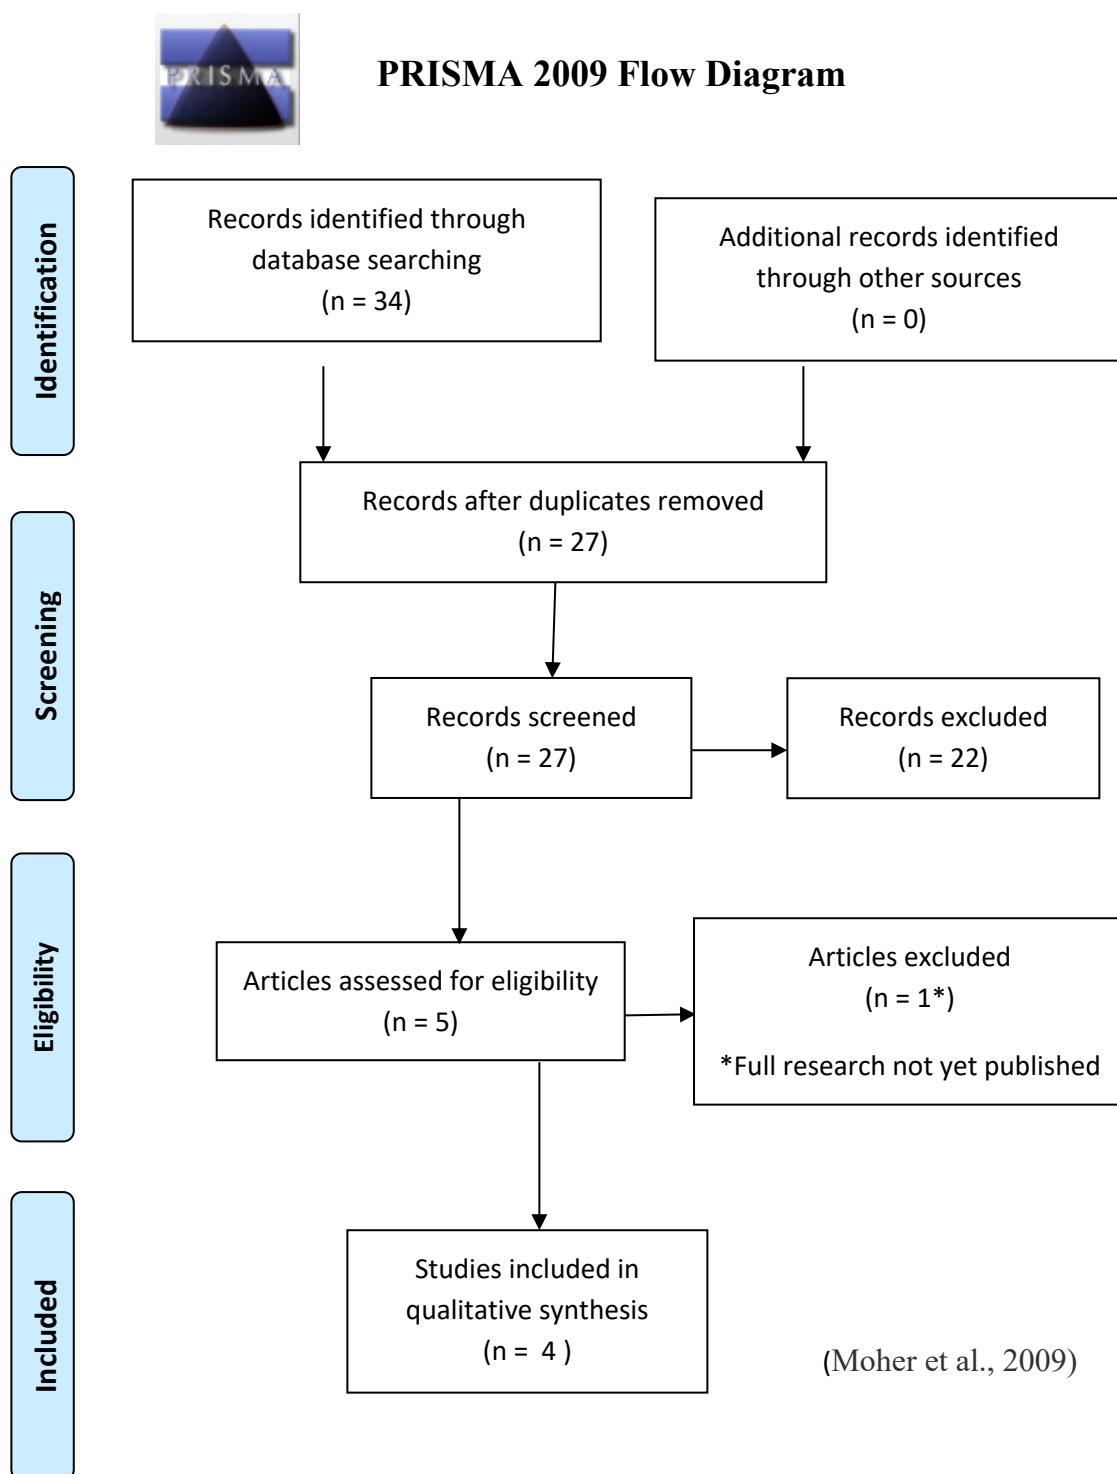 PRISMA
PRISMA 2009 Flow Diagram
Identification
Records identified through
database searching
(n = 34)
Additional records identified
through other sources
(n = 0)
Records after duplicates removed
(n = 27)
Screening
Records screened
(n = 27)
Records excluded
(n = 22)
Eligibility
Articles assessed for eligibility
(n = 5)
Articles excluded
(n = 1*)
*Full research not yet published
Included
Studies included in
qualitative synthesis
(n =  4 )
(Moher et al., 2009)